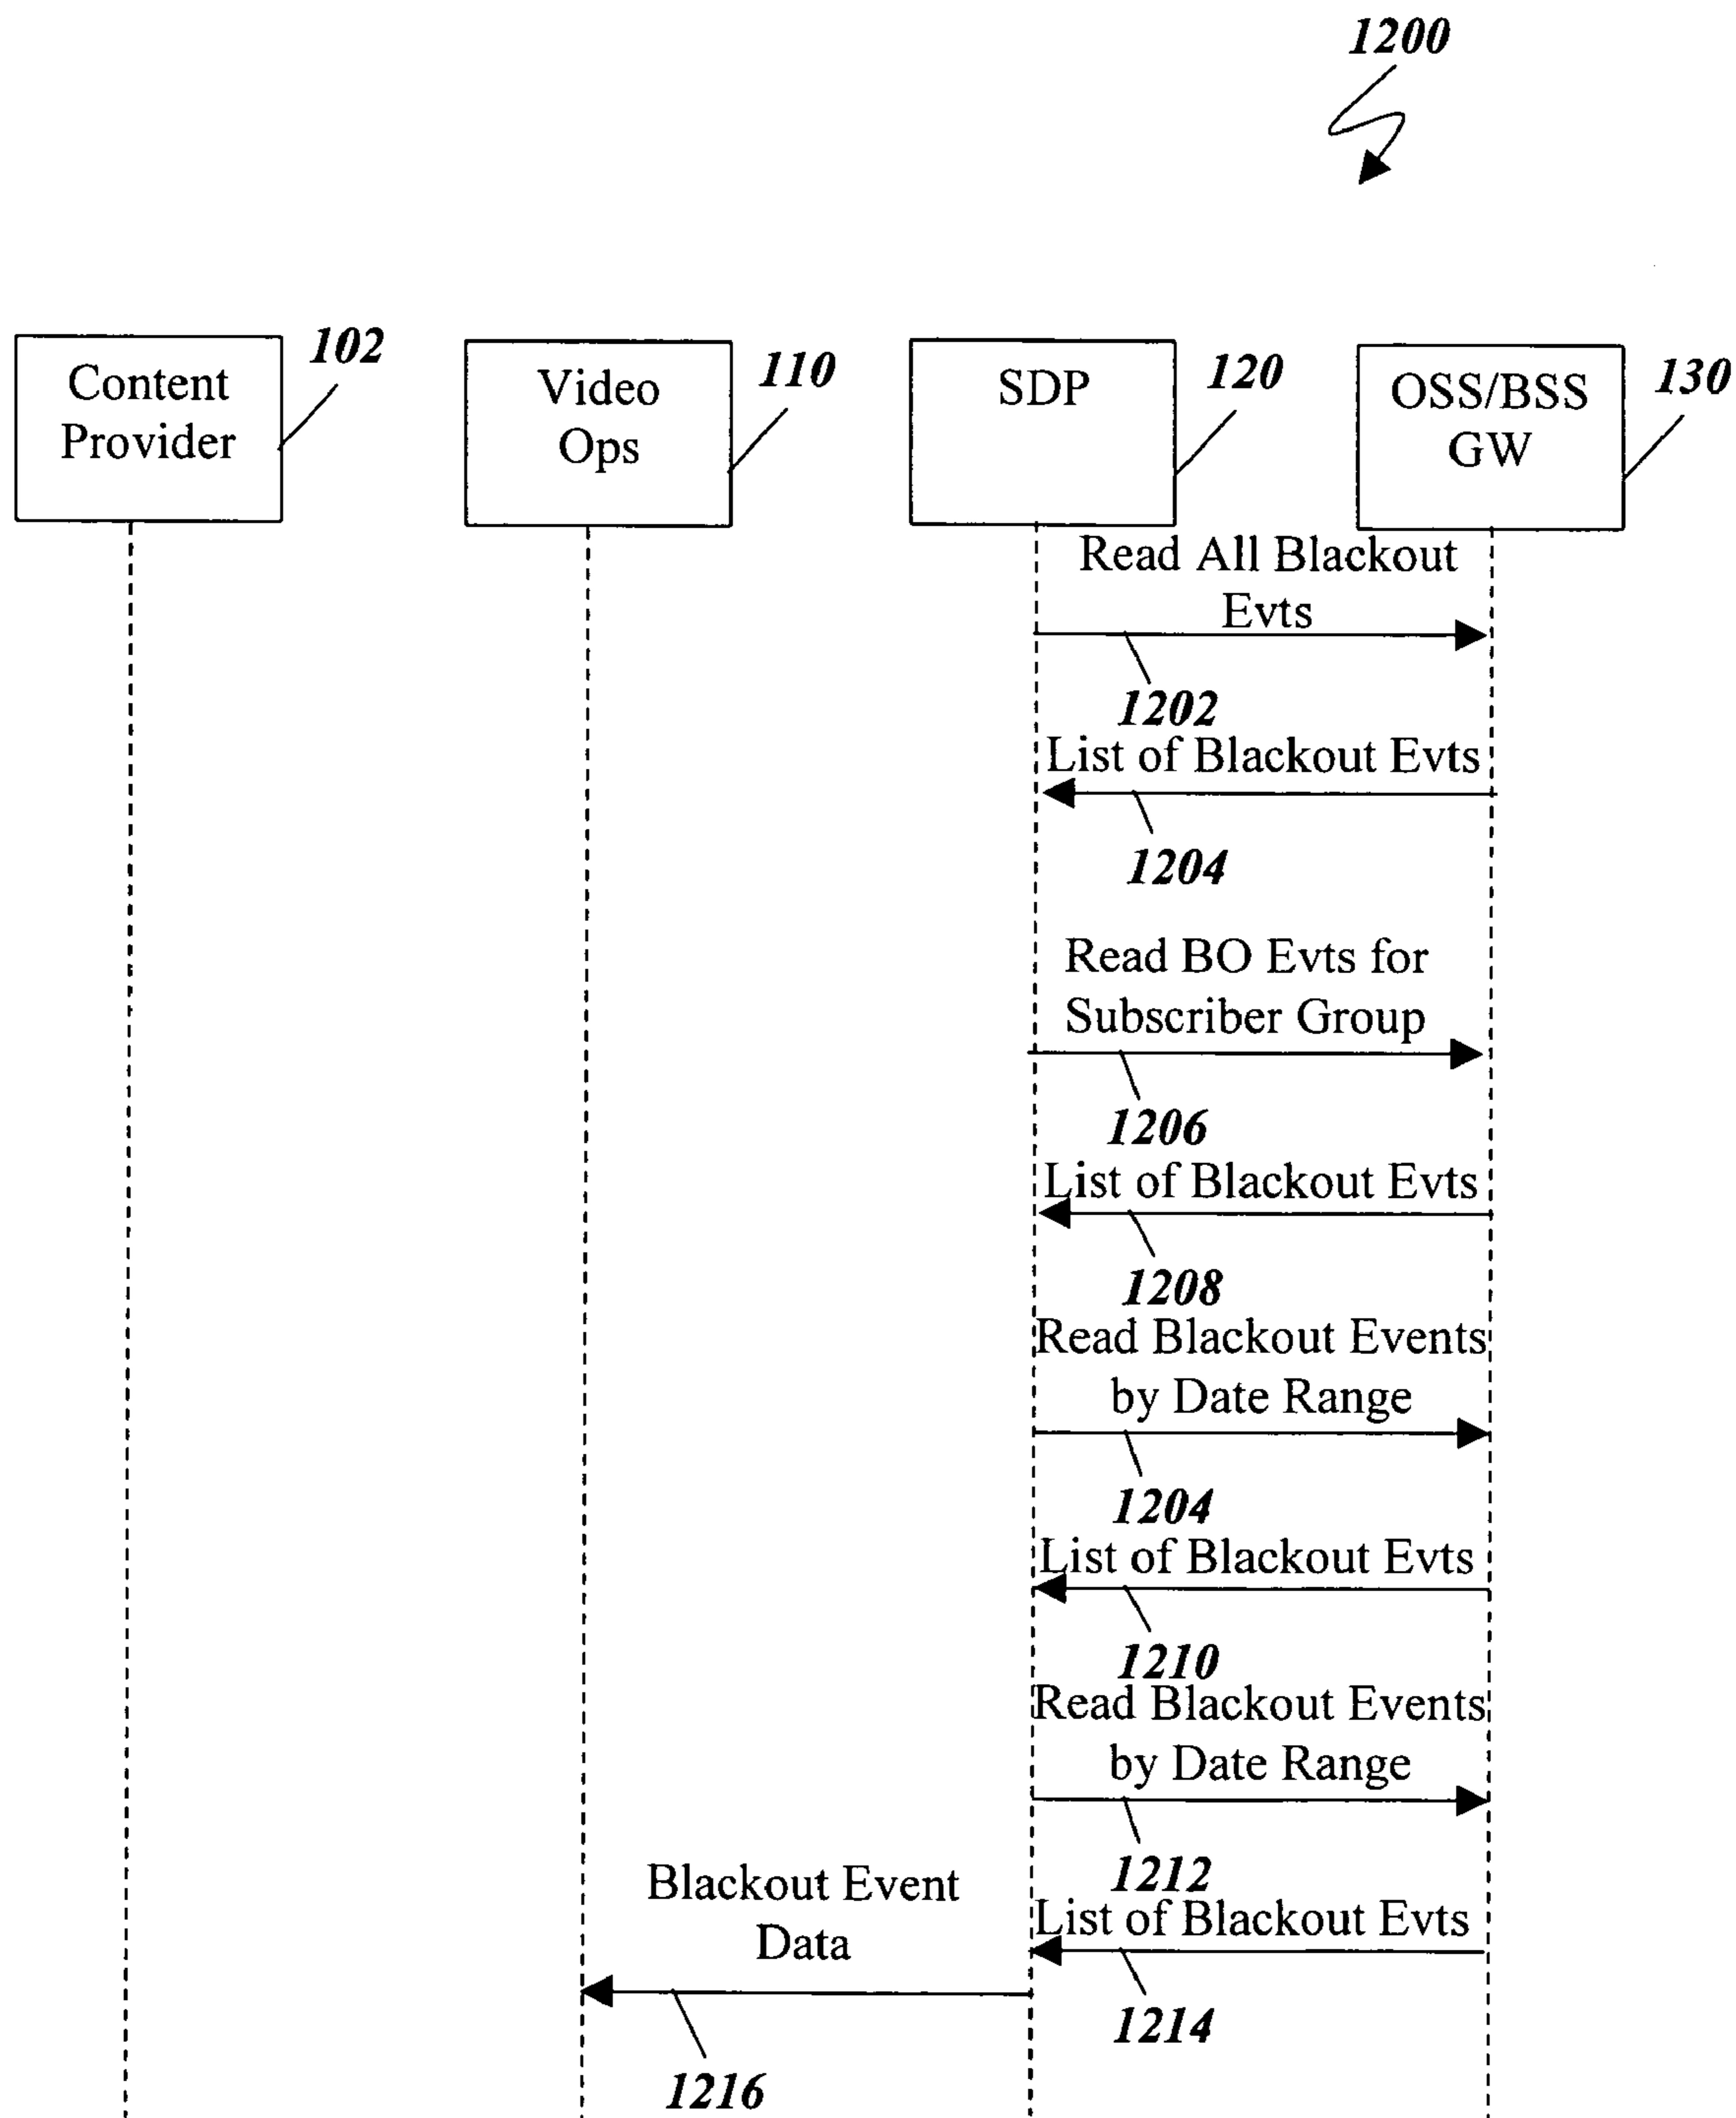 1200
Content
Provider
102
Video
Ops
110
SDP
120
OSS/BSS
GW
130
Read All Blackout
Evts
1202
List of Blackout Evts
1204
Read BO Evts for
Subscriber Group
1206
List of Blackout Evts
1208
Read Blackout Events
by Date Range
1204
List of Blackout Evts
1210
Read Blackout Events
by Date Range
1212
List of Blackout Evts
1214
Blackout Event
Data
1216